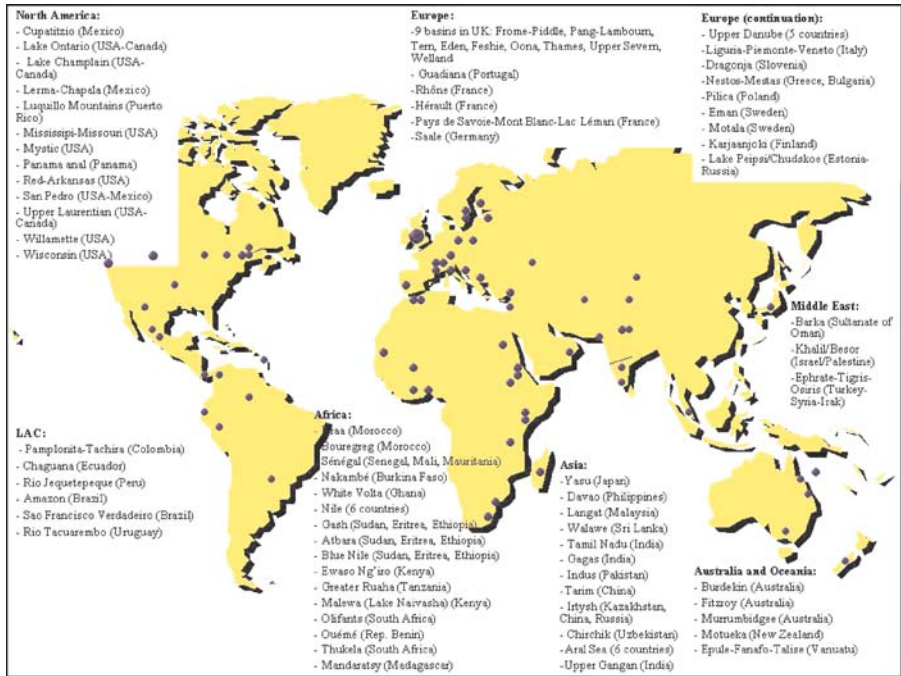 North America:
- Cupatitzio (Mexico)
- Lake Ontario (USA-Canada)
- Lake Champlain (USA-
Canada)
- Lerma-Chapala (Mexico)
- Luquillo Mountains (Puerto
Rico)
- Mississipi-Missouri (USA)
- Mystic (USA)
- Panama anal (Panama)
- Red-Arkansas (USA)
- San Pedro (USA-Mexico)
- Upper Laurentian (USA-
Canada)
- Willamette (USA)
- Wisconsin (USA)
Europe:
-9 basins in UK: Frome-Piddle, Pang-Lambourn,
Tern, Eden, Feshie, Oona, Thames, Upper Severn,
Welland
- Guadiana (Portugal)
-Rhône (France)
-Hérault (France)
-Pays de Savoie-Mont Blanc-Lac Léman (France)
-Saale (Germany)
Europe (continuation):
- Upper Danube (5 countries)
-Liguria-Piemonte-Veneto (Italy)
-Dragonja (Slovenia)
-Nestos-Mestas (Greece, Bulgaria)
-Pilica (Poland)
- Eman (Sweden)
- Motala (Sweden)
- Karjaanjoki (Finland)
- Lake Peipsi/Chudskoe (Estonia-
Russia)
Middle East:
-Barka (Sultanate of
Oman)
-Khalil/Besor
(Israel/Palestine)
-Ephrate-Tigris-
Osiris (Turkey-
Syria-Irak)
LAC:
- Pamplonita-Tachira (Colombia)
- Chaguana (Ecuador)
- Rio Jequetepeque (Peru)
- Amazon (Brazil)
- Sao Francisco Verdadeiro (Brazil)
- Rio Tacuarembo (Uruguay)
Africa:
(Morocco)
Bouregreg (Morocco)
Sénégal (Senegal, Mali, Mauritania)
- Nakambé (Burkina Faso)
- White Volta (Ghana)
- Nile (6 countries)
- Gash (Sudan, Eritrea, Ethiopia)
- Atbara (Sudan, Eritrea, Ethiopia)
- Blue Nile (Sudan, Eritrea, Ethiopia)
- Ewaso Ng'iro (Kenya)
- Greater Ruaha (Tanzania)
- Malewa (Lake Naivasha) (Kenya)
- Olifants (South Africa)
- Ouémé (Rep. Benin)
- Thukela (South Africa)
- Mandaratsy (Madagascar)
Asia:
-Yasu (Japan)
- Davao (Philippines)
- Langat (Malaysia)
- Walawe (Sri Lanka)
- Tamil Nadu (India)
- Gagas (India)
- Indus (Pakistan)
- Tarim (China)
- Irtysh (Kazakhstan,
China, Russia)
- Chirchik (Uzbekistan)
-Aral Sea (6 countries)
-Upper Gangan (India)
Australia and Oceania:
- Burdekin (Australia)
- Fitzroy (Australia)
- Murrumbidgee (Australia)
- Motueka (New Zealand)
- Epule-Fanafo-Talise (Vanuatu)